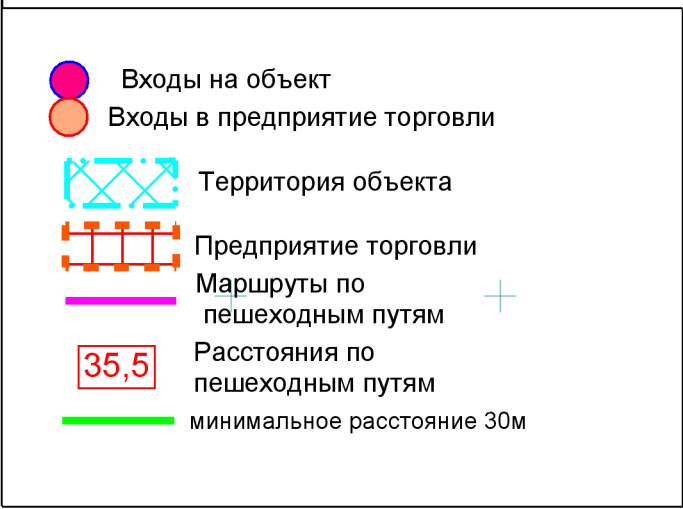 Входы на объект
Входы в предприятие торговли
Территория объекта
Предприятие торговли
Маршруты по
пешеходным путям
35,5
Расстояния по
пешеходным путям
минимальное расстояние 30м